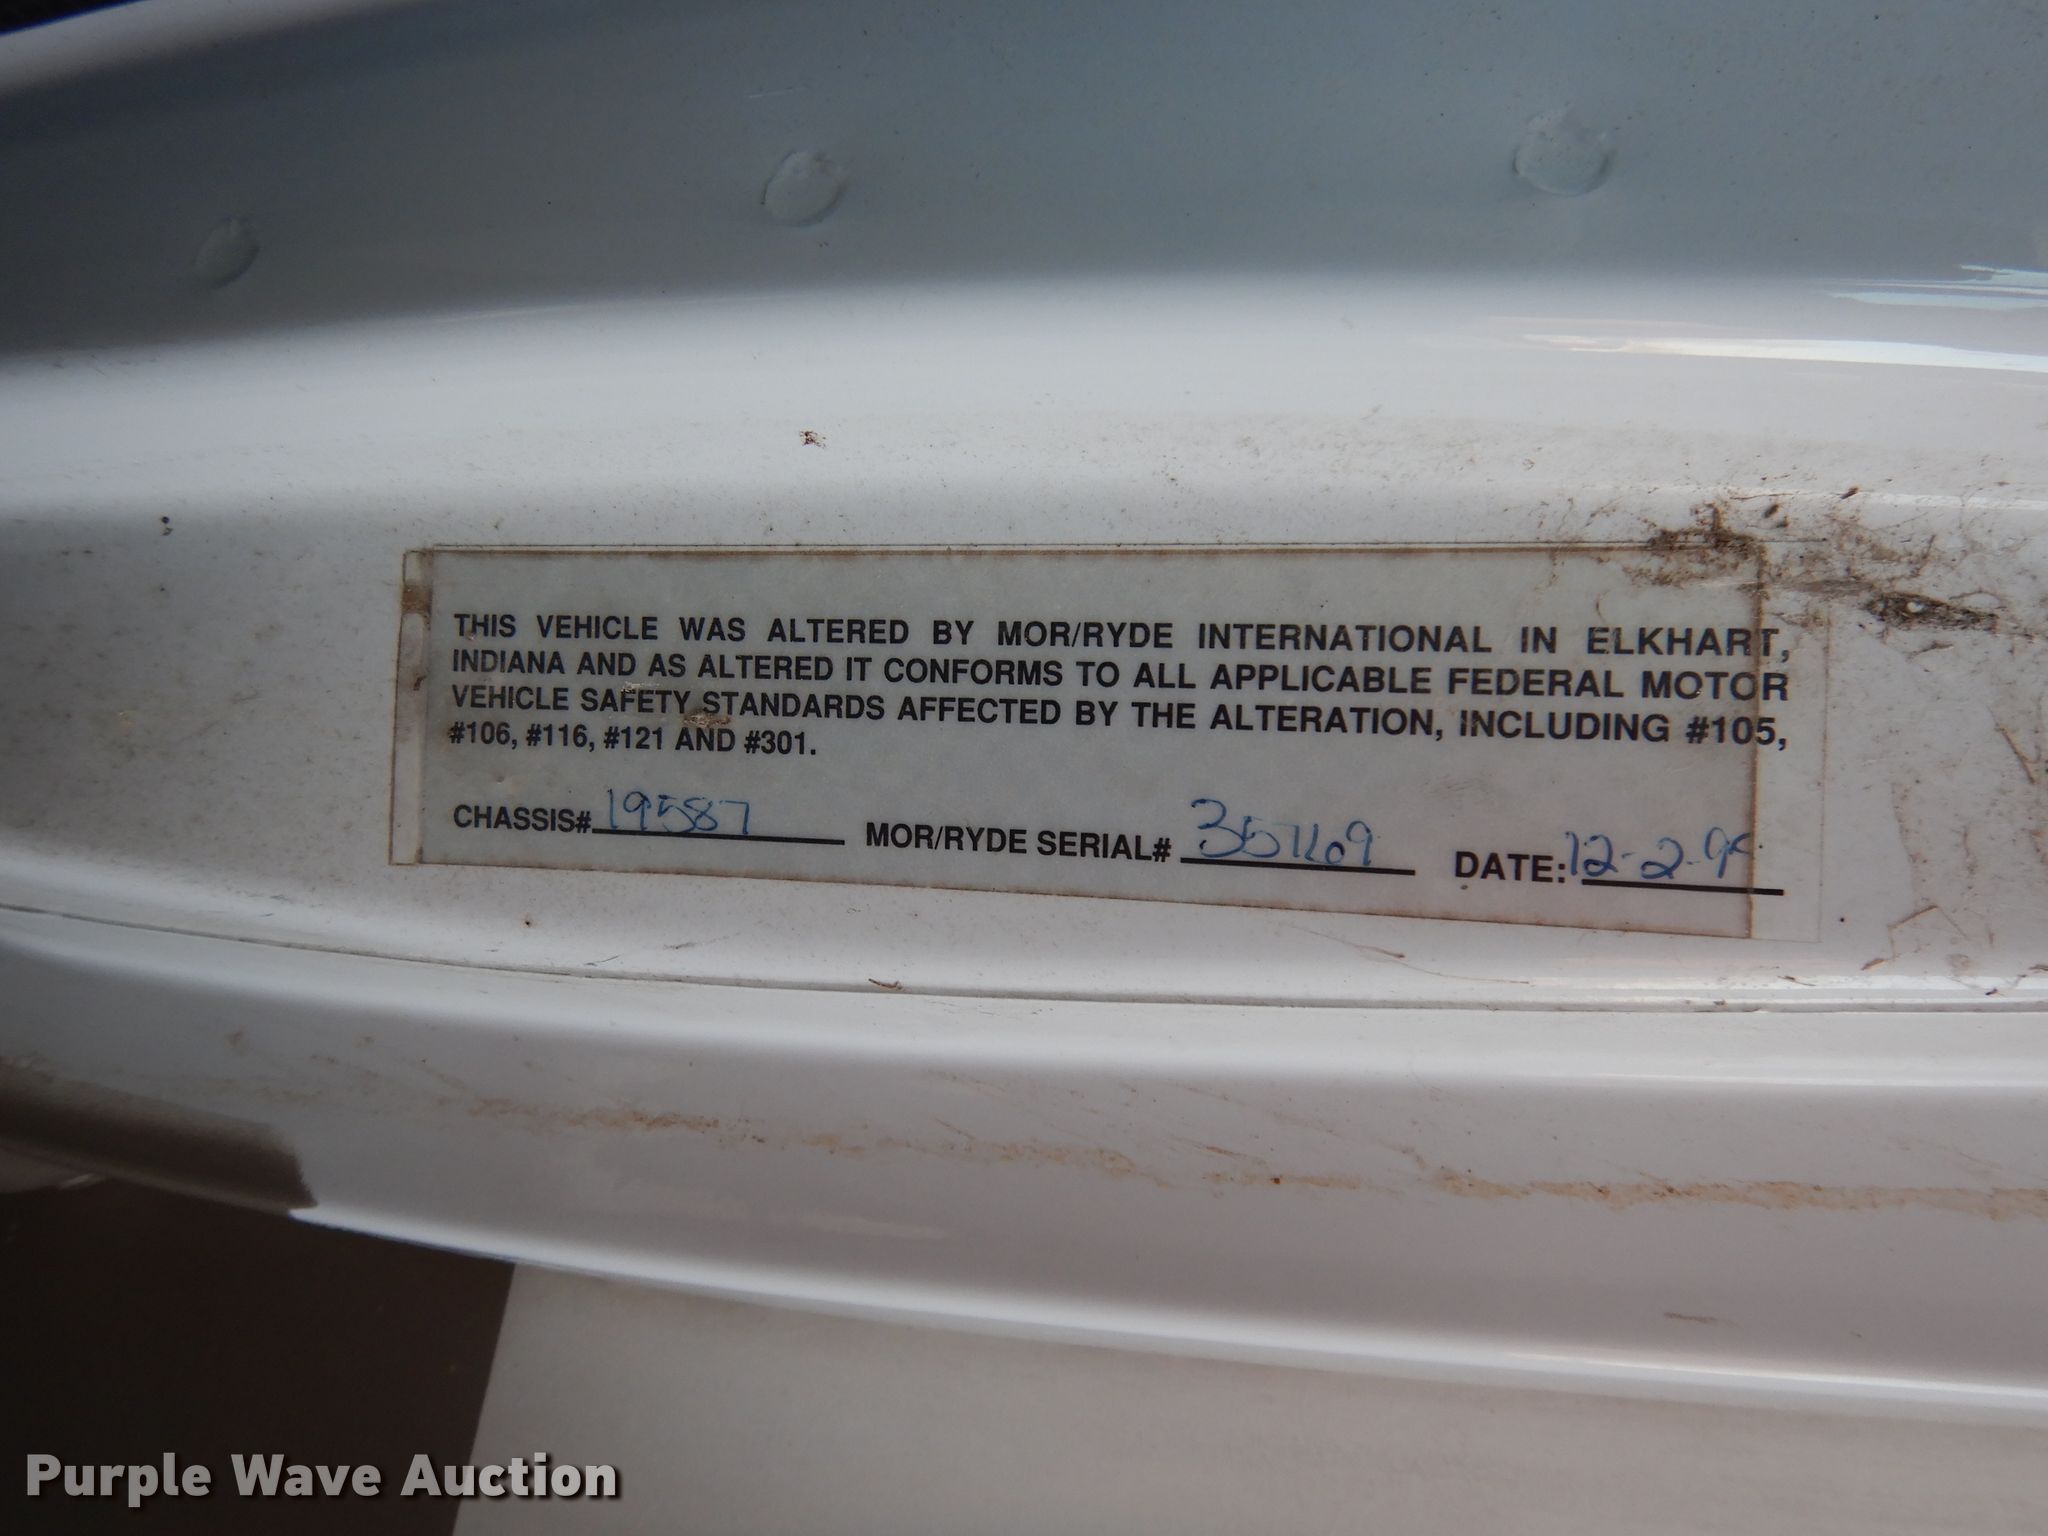 THIS VEHICLE WAS ALTERED BY MOR/RYDE INTERNATIONAL IN ELKHART,
INDIANA AND AS ALTERED IT CONFORMS TO ALL APPLICABLE FEDERAL MOTOR
VEHICLE SAFETY STANDARDS AFFECTED BY THE ALTERATION, INCLUDING #105,
#106, #116, #121 AND #301.
CHASSIS# 19587 MOR/RYDE SERIAL# DATE:
Purple Wave Auction